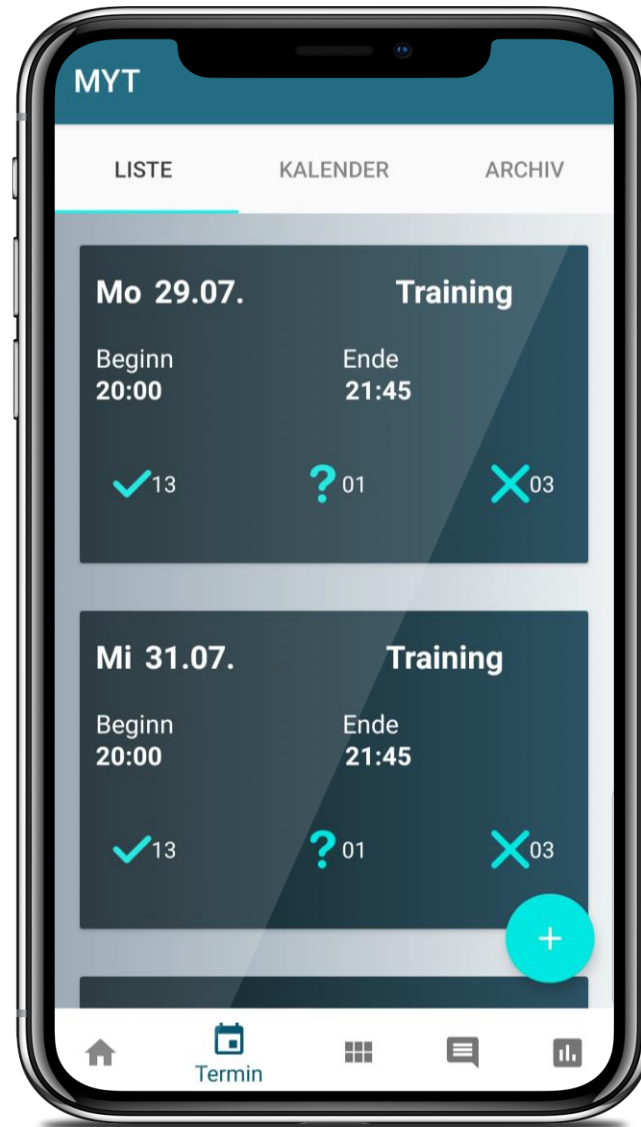 MYT
LISTE KALENDER ARCHIV
Mo 29.07. Training
Beginn Ende
20:00 21:45
13 ? 01 03
Mi 31.07. Training
Beginn Ende
20:00 21:45
13 ? 01 03
Termin